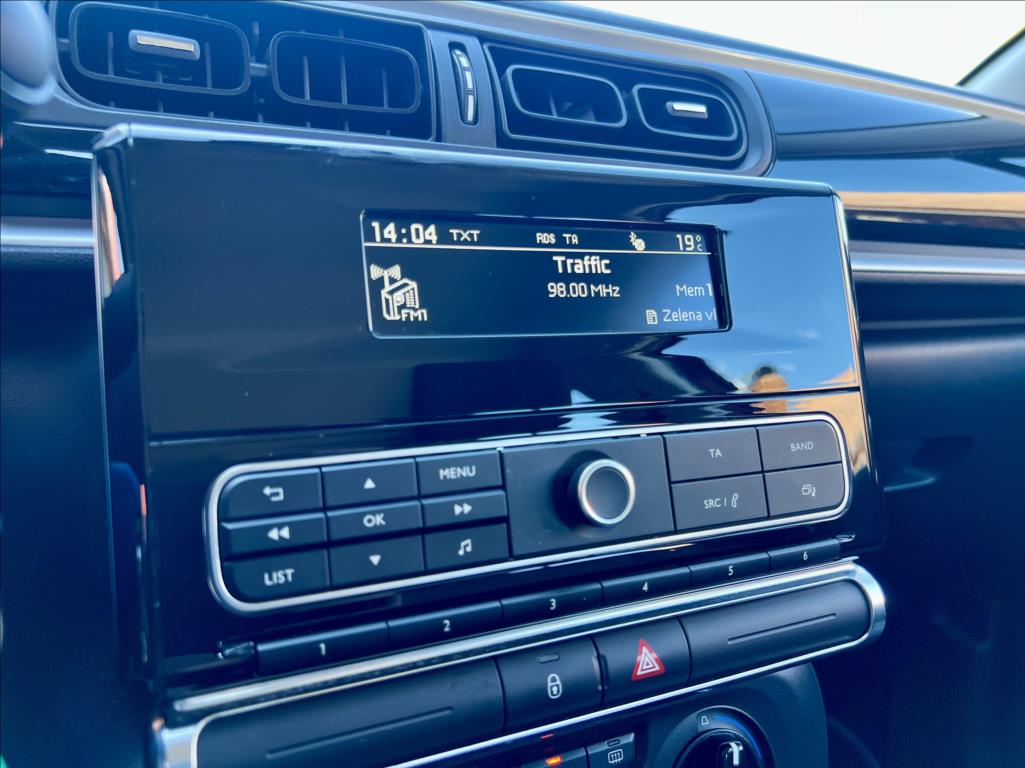 14:04 TXT RDS TA 19°C
Traffic
98.00 MHz Mem 1
FM1 Zelena vl
MENU
OK
LIST
TA BAND
SRC /
1 2 3 4 5 6